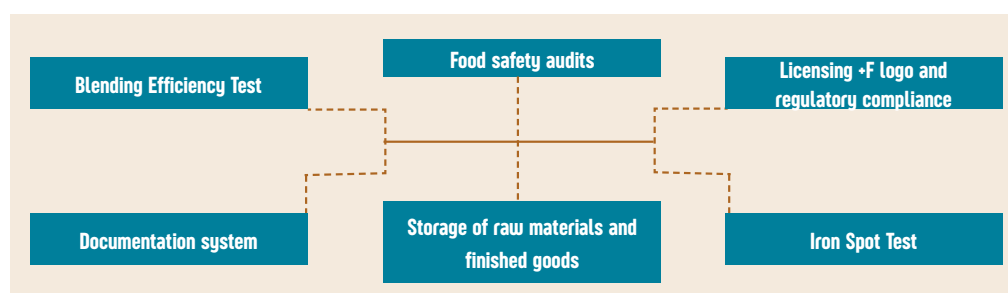 Blending Efficiency Test
Food safety audits
Licensing +F logo and
regulatory compliance
Documentation system
Storage of raw materials and
finished goods
Iron Spot Test